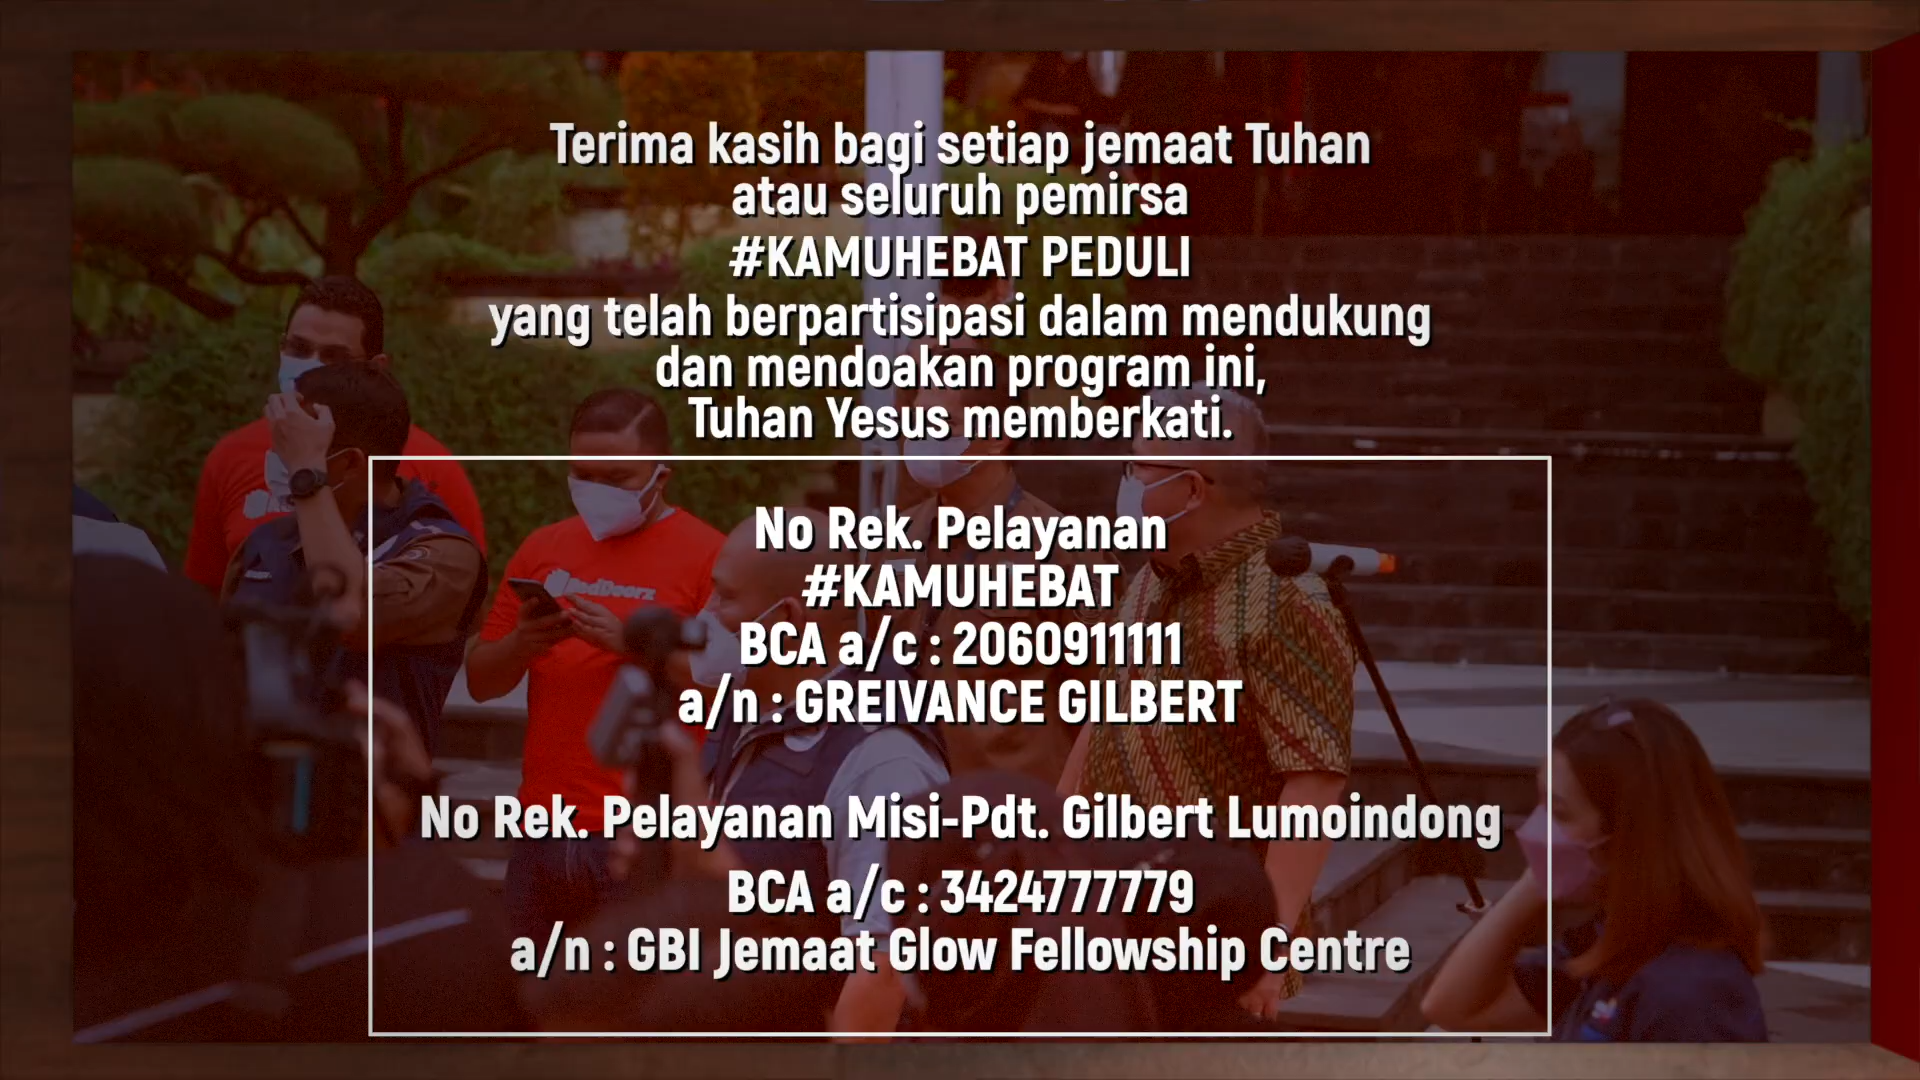 Terima kasih bagi setiap jemaat Tuhan
atau seluruh pemirsa
#KAMUHEBAT PEDULI
yang telah berpartisipasi dalam mendukung
dan mendoakan program ini,
Tuhan Yesus memberkati.
No Rek. Pelayanan
#KAMUHEBAT
BCA a/c : 2060911111
a/n : GREIVANCE GILBERT
No Rek. Pelayanan Misi-Pdt. Gilbert Lumoindong
BCA a/c : 3424777779
a/n : GBI Jemaat Glow Fellowship Centre
RedDoorz